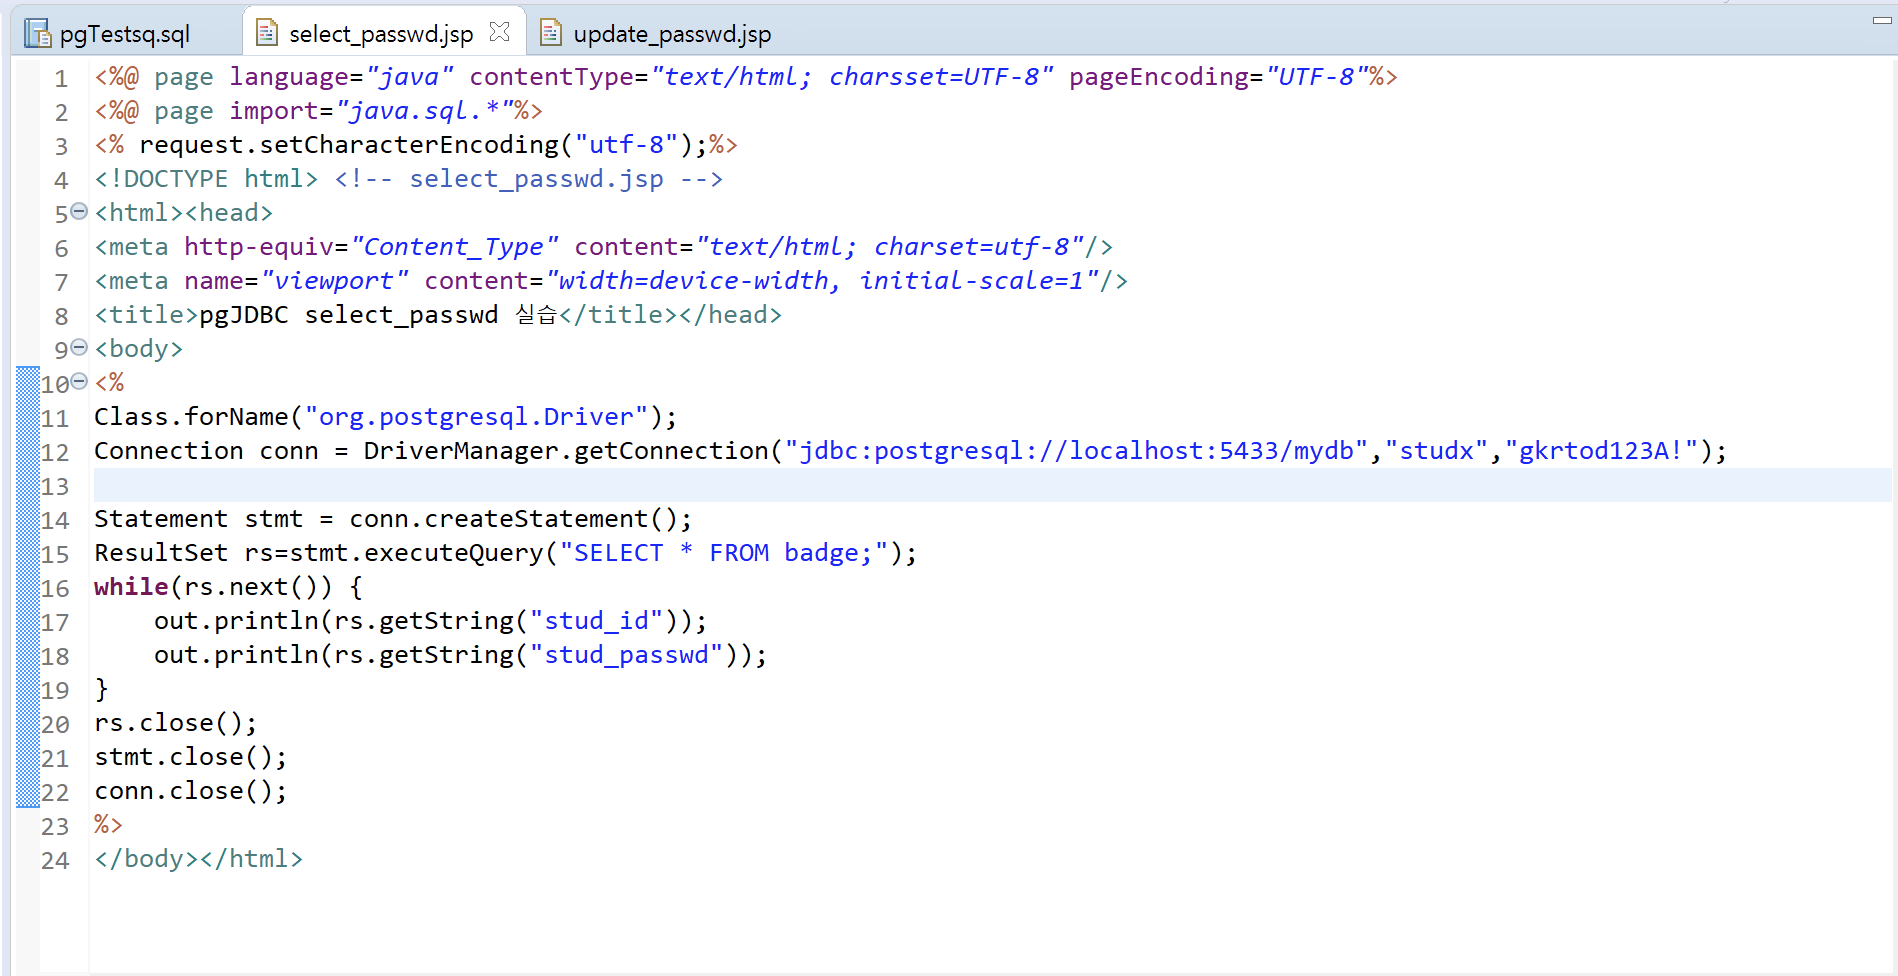 pgTestsq.sql select_passwd.jsp update_passwd.jsp
1 <%@ page language="java" contentType="text/html; charsset=UTF-8" pageEncoding="UTF-8"%>
2 <%@ page import="java.sql.*"%>
3 <% request.setCharacterEncoding("utf-8");%>
4 <!DOCTYPE html> <!-- select_passwd.jsp -->
5 <html><head>
6 <meta http-equiv="Content_Type" content="text/html; charset=utf-8"/>
7 <meta name="viewport" content="width=device-width, initial-scale=1"/>
8 <title>pgJDBC select_passwd 실습</title></head>
9 <body>
10 <%
11 Class.forName("org.postgresql.Driver");
12 Connection conn = DriverManager.getConnection("jdbc:postgresql://localhost:5433/mydb","studx","gkrtod123A!");
13
14 Statement stmt = conn.createStatement();
15 ResultSet rs=stmt.executeQuery("SELECT * FROM badge;");
16 while(rs.next()) {
17     out.println(rs.getString("stud_id"));
18     out.println(rs.getString("stud_passwd"));
19 }
20 rs.close();
21 stmt.close();
22 conn.close();
23 %>
24 </body></html>